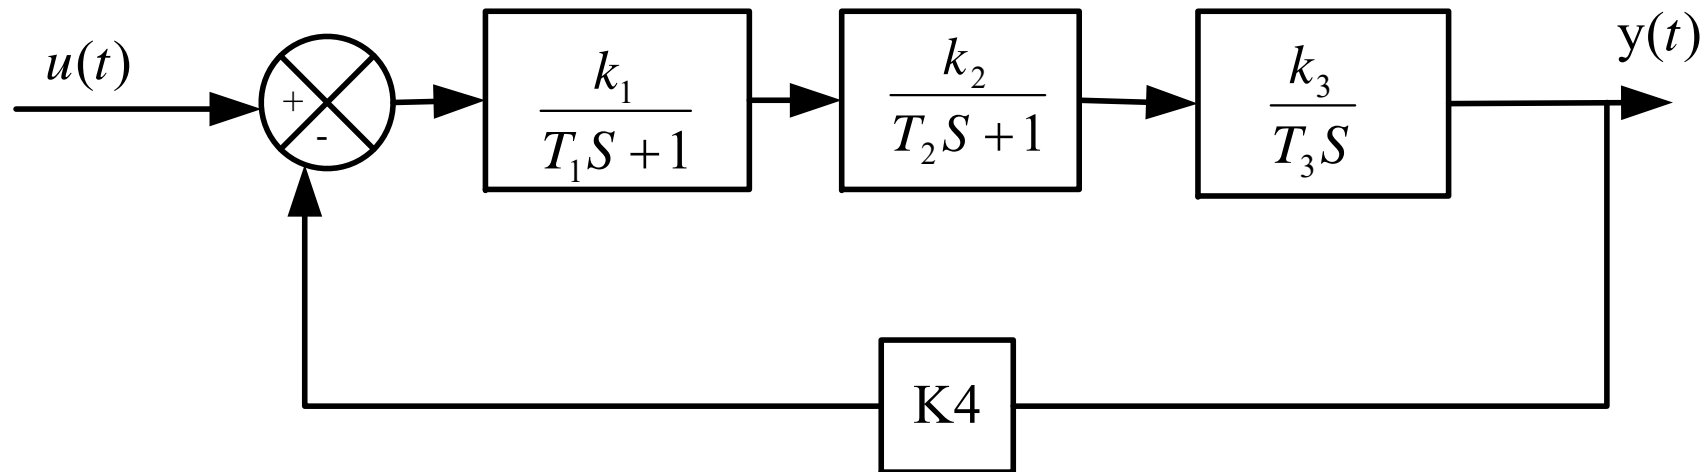 u(t)
+
-
k₁
T₁S + 1
k₂
T₂S + 1
k₃
T₃S
y(t)
K4